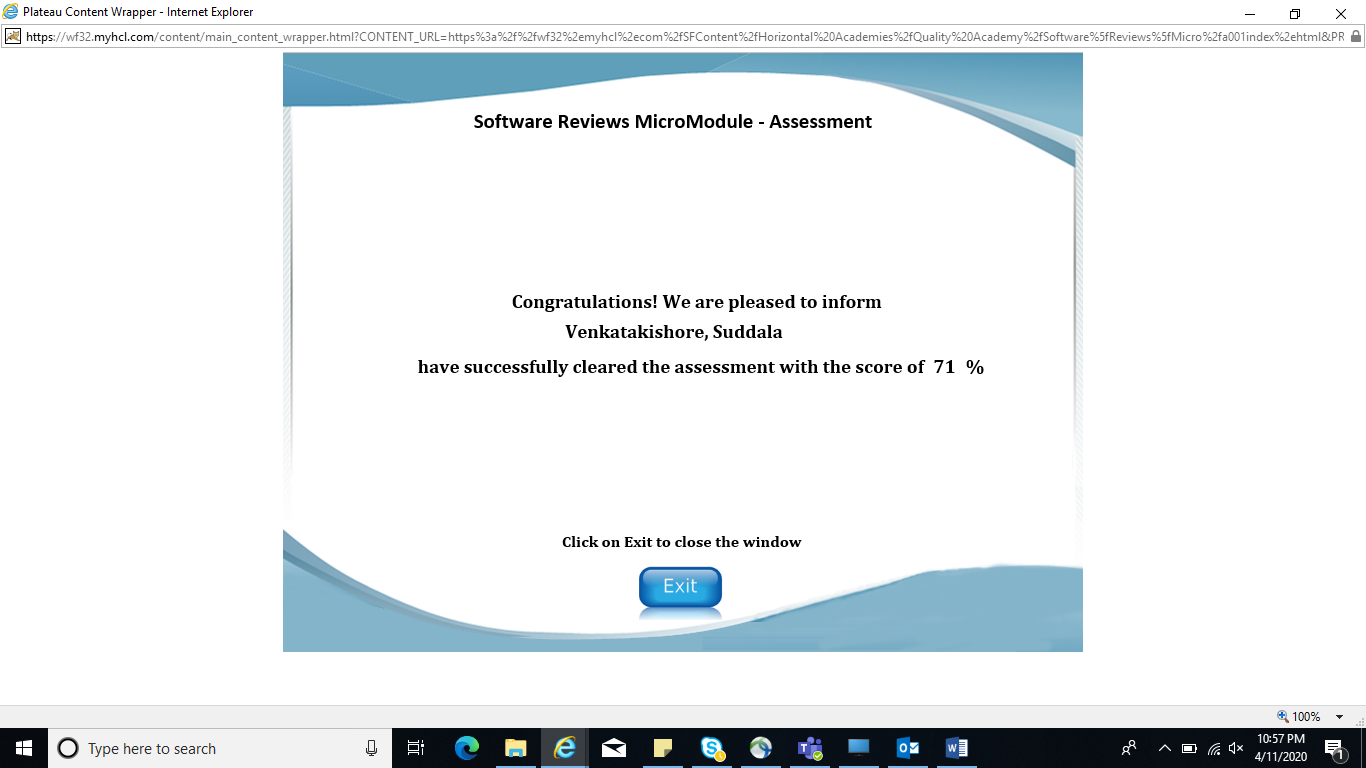 Plateau Content Wrapper - Internet Explorer
https://wf32.myhcl.com/content/main_content_wrapper.html?CONTENT_URL=https%3a%2f%2fwf32%2emyhcl%2ecom%2fSFContent%2fHorizontal%20Academies%2fQuality%20Academy%2fSoftware%5fReviews%5fMicro%2fa001index%2ehtml&PR
Software Reviews MicroModule - Assessment
Congratulations! We are pleased to inform
Venkatakishore, Suddala
have successfully cleared the assessment with the score of 71 %
Click on Exit to close the window
Exit
100%
Type here to search
10:57 PM
4/11/2020
1